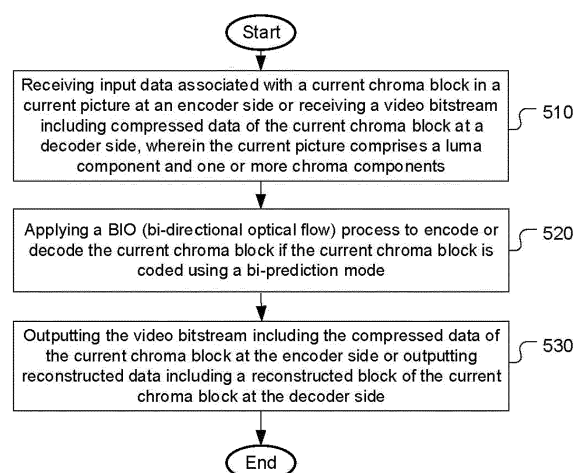 Start
Receiving input data associated with a current chroma block in a
current picture at an encoder side or receiving a video bitstream
including compressed data of the current chroma block at a
decoder side, wherein the current picture comprises a luma
component and one or more chroma components
510
Applying a BIO (bi-directional optical flow) process to encode or
decode the current chroma block if the current chroma block is
coded using a bi-prediction mode
520
Outputting the video bitstream including the compressed data of
the current chroma block at the encoder side or outputting
reconstructed data including a reconstructed block of the current
chroma block at the decoder side
530
End